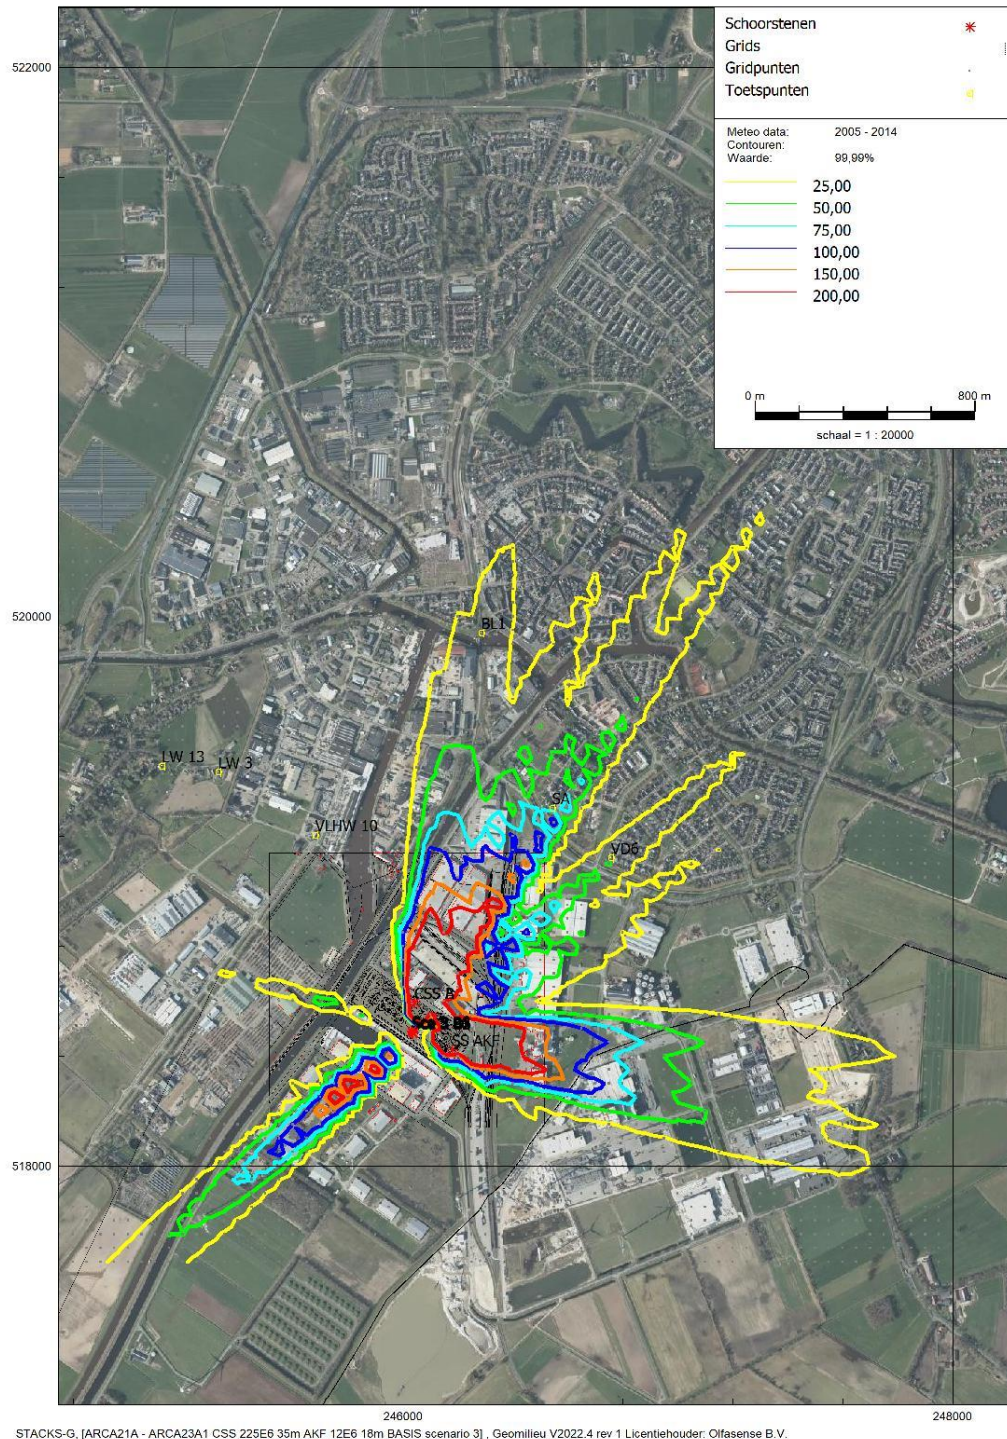 Schoorstenen
Grids
Gridpunten
Toetspunten
Meteo data: 2005 - 2014
Contouren:
Waarde: 99,99%
25,00
50,00
75,00
100,00
150,00
200,00
0 m 800 m
schaal = 1 : 20000
522000
520000
BL1
LW 13
LW 3
SA
VLHW 10
VD6
CSS B
SS AKF
518000
246000 248000
STACKS-G, [ARCA21A - ARCA23A1 CSS 225E6 35m AKF 12E6 18m BASIS scenario 3] , Geomilieu V2022.4 rev 1 Licentiehouder: Olfasense B.V.